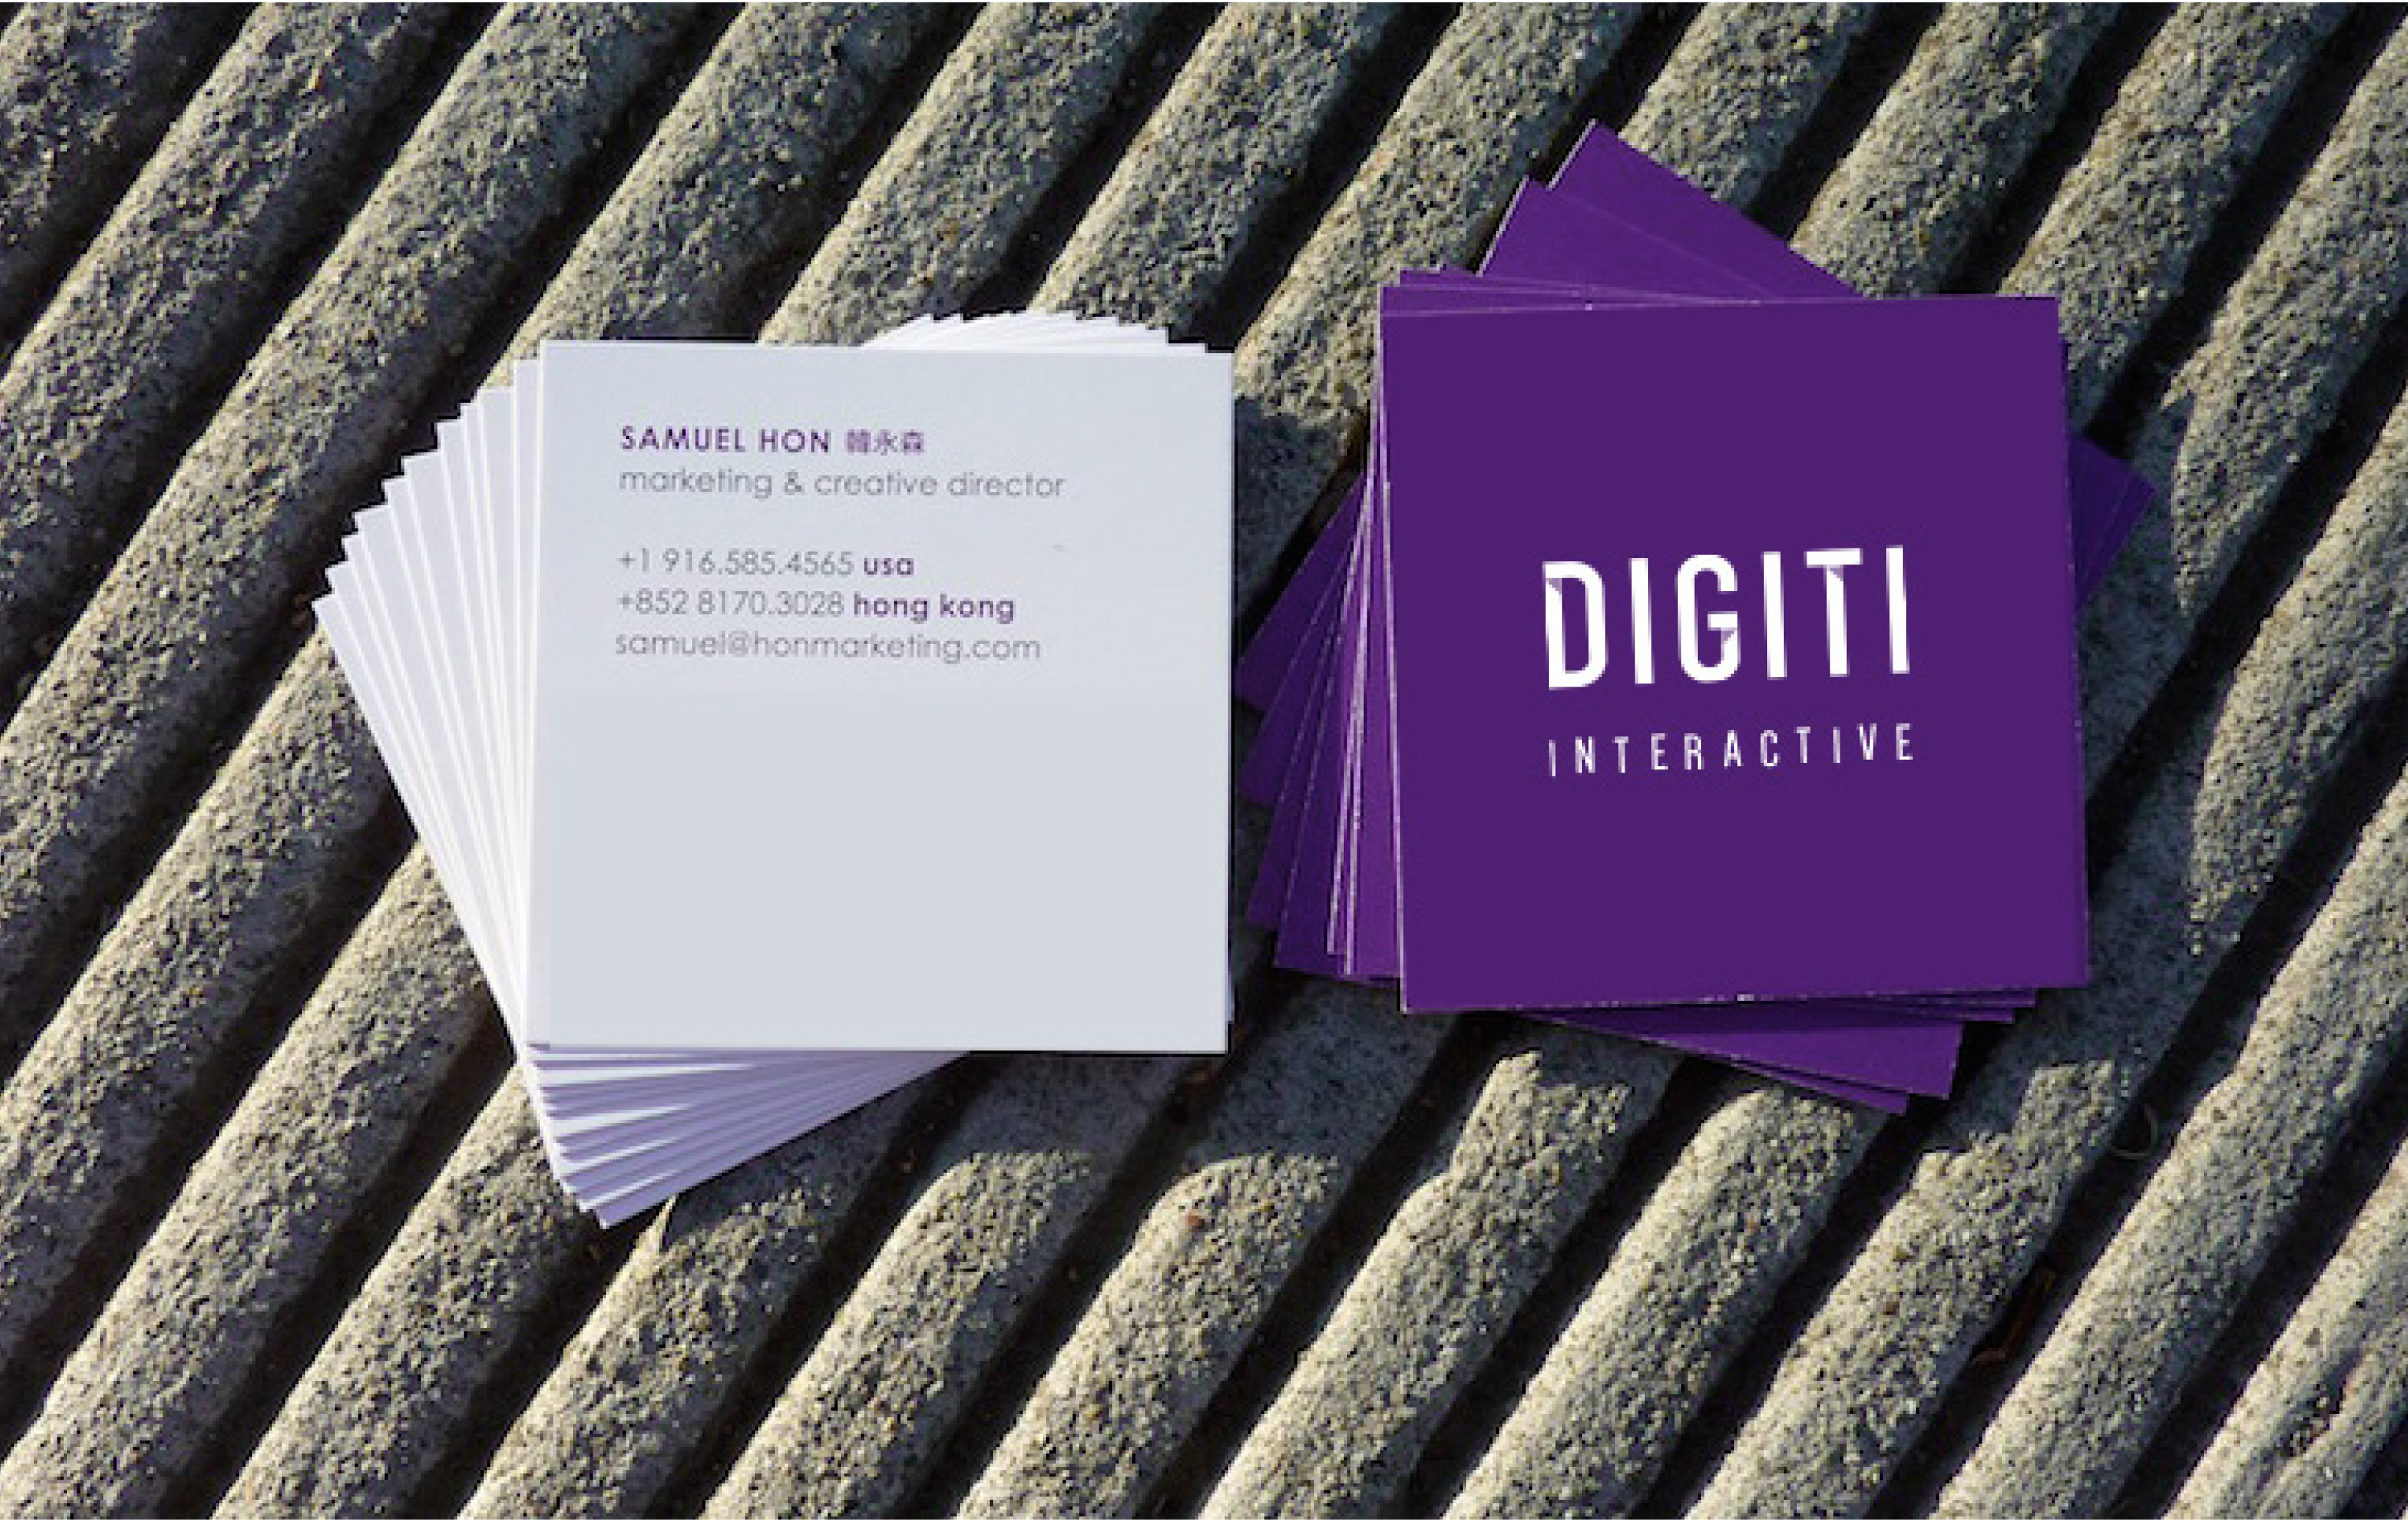 SAMUEL HON 韓永森
marketing & creative director
+1 916.585.4565 usa
+852 8170.3028 hong kong
samuel@honmarketing.com
DIGITI
INTERACTIVE